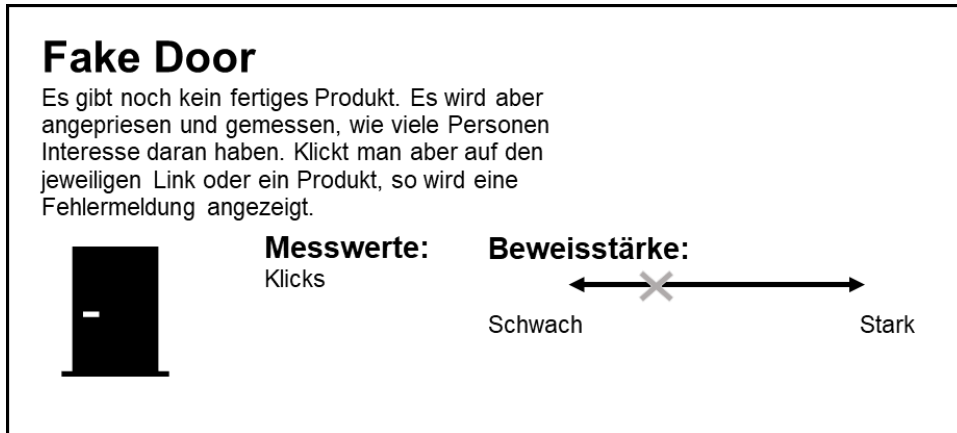 Fake Door
Es gibt noch kein fertiges Produkt. Es wird aber
angepriesen und gemessen, wie viele Personen
Interesse daran haben. Klickt man aber auf den
jeweiligen Link oder ein Produkt, so wird eine
Fehlermeldung angezeigt.
Messwerte:
Klicks
Beweisstärke:
Schwach
Stark